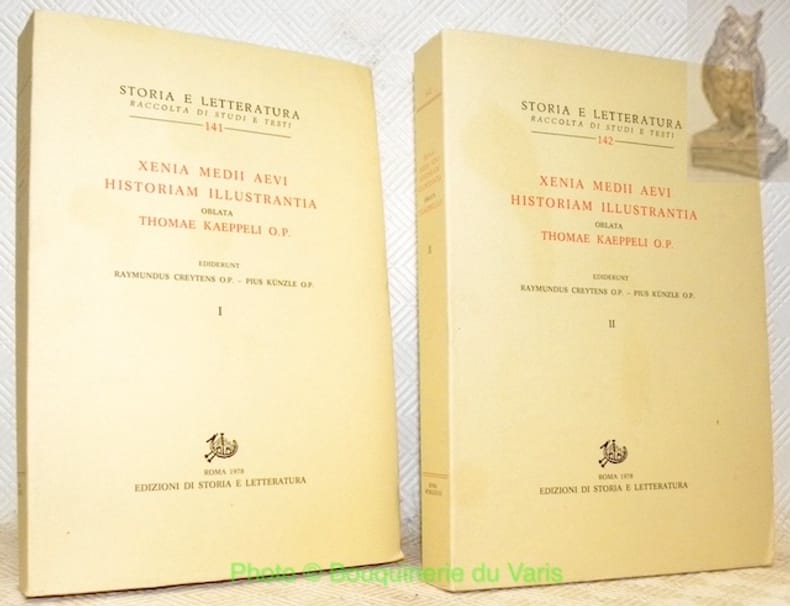 STORIA E LETTERATURA
RACCOLTA DI STUDI E TESTI
141
XENIA MEDII AEVI
HISTORIAM ILLUSTRANTIA
OBLATA
THOMAE KAEPPELI O.P.
EDIDERUNT
RAYMUNDUS CREYTENS O.P. – PIUS KÜNZLE O.P.
I
ROMA 1978
EDIZIONI DI STORIA E LETTERATURA
STORIA E LETTERATURA
RACCOLTA DI STUDI E TESTI
142
XENIA MEDII AEVI
HISTORIAM ILLUSTRANTIA
OBLATA
THOMAE KAEPPELI O.P.
EDIDERUNT
RAYMUNDUS CREYTENS O.P. – PIUS KÜNZLE O.P.
II
ROMA 1978
EDIZIONI DI STORIA E LETTERATURA
II
Photo © Bouquinerie du Varis